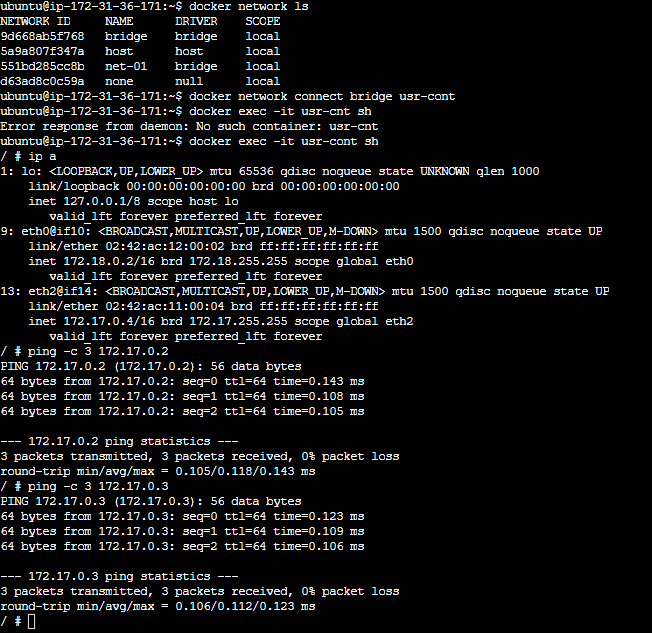 ubuntu@ip-172-31-36-171:~$ docker network ls
NETWORK ID     NAME      DRIVER    SCOPE
9d668ab5f768   bridge    bridge    local
5a9a807f347a   host      host      local
551bd285cc8b   net-01    bridge    local
d63ad8c0c59a   none      null      local
ubuntu@ip-172-31-36-171:~$ docker network connect bridge usr-cont
ubuntu@ip-172-31-36-171:~$ docker exec -it usr-cnt sh
Error response from daemon: No such container: usr-cnt
ubuntu@ip-172-31-36-171:~$ docker exec -it usr-cont sh
/ # ip a
1: lo: <LOOPBACK,UP,LOWER_UP> mtu 65536 qdisc noqueue state UNKNOWN qlen 1000
    link/loopback 00:00:00:00:00:00 brd 00:00:00:00:00:00
    inet 127.0.0.1/8 scope host lo
       valid_lft forever preferred_lft forever
9: eth0@if10: <BROADCAST,MULTICAST,UP,LOWER_UP,M-DOWN> mtu 1500 qdisc noqueue state UP
    link/ether 02:42:ac:12:00:02 brd ff:ff:ff:ff:ff:ff
    inet 172.18.0.2/16 brd 172.18.255.255 scope global eth0
       valid_lft forever preferred_lft forever
13: eth2@if14: <BROADCAST,MULTICAST,UP,LOWER_UP,M-DOWN> mtu 1500 qdisc noqueue state UP
    link/ether 02:42:ac:11:00:04 brd ff:ff:ff:ff:ff:ff
    inet 172.17.0.4/16 brd 172.17.255.255 scope global eth2
       valid_lft forever preferred_lft forever
/ # ping -c 3 172.17.0.2
PING 172.17.0.2 (172.17.0.2): 56 data bytes
64 bytes from 172.17.0.2: seq=0 ttl=64 time=0.143 ms
64 bytes from 172.17.0.2: seq=1 ttl=64 time=0.108 ms
64 bytes from 172.17.0.2: seq=2 ttl=64 time=0.105 ms

--- 172.17.0.2 ping statistics ---
3 packets transmitted, 3 packets received, 0% packet loss
round-trip min/avg/max = 0.105/0.118/0.143 ms
/ # ping -c 3 172.17.0.3
PING 172.17.0.3 (172.17.0.3): 56 data bytes
64 bytes from 172.17.0.3: seq=0 ttl=64 time=0.123 ms
64 bytes from 172.17.0.3: seq=1 ttl=64 time=0.109 ms
64 bytes from 172.17.0.3: seq=2 ttl=64 time=0.106 ms

--- 172.17.0.3 ping statistics ---
3 packets transmitted, 3 packets received, 0% packet loss
round-trip min/avg/max = 0.106/0.112/0.123 ms
/ #